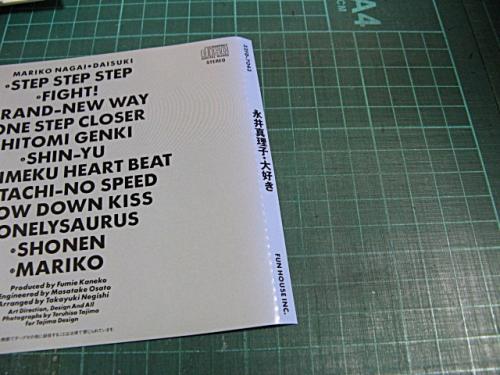 MARIKO NAGAI•DAISUKI
STEREO
•STEP STEP STEP
•FIGHT!
RAND-NEW WAY
ONE STEP CLOSER
HITOMI GENKI
•SHIN-YU
IMEKU HEART BEAT
TACHI-NO SPEED
OW DOWN KISS
ONELYSAURUS
•SHONEN
•MARIKO
Produced by Fumie Kaneko
Engineered by Masatake Osato
Arranged by Takayuki Negishi
Art Direction, Design And All
Photographs by Toruhisa Tajima
for Tajima Design
永井真理子・大好き
FUN HOUSE INC.
A4